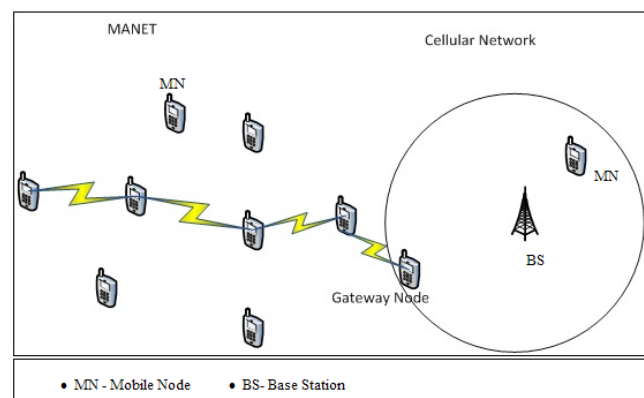 MANET
Cellular Network
MN
MN
BS
Gateway Node
• MN - Mobile Node • BS- Base Station